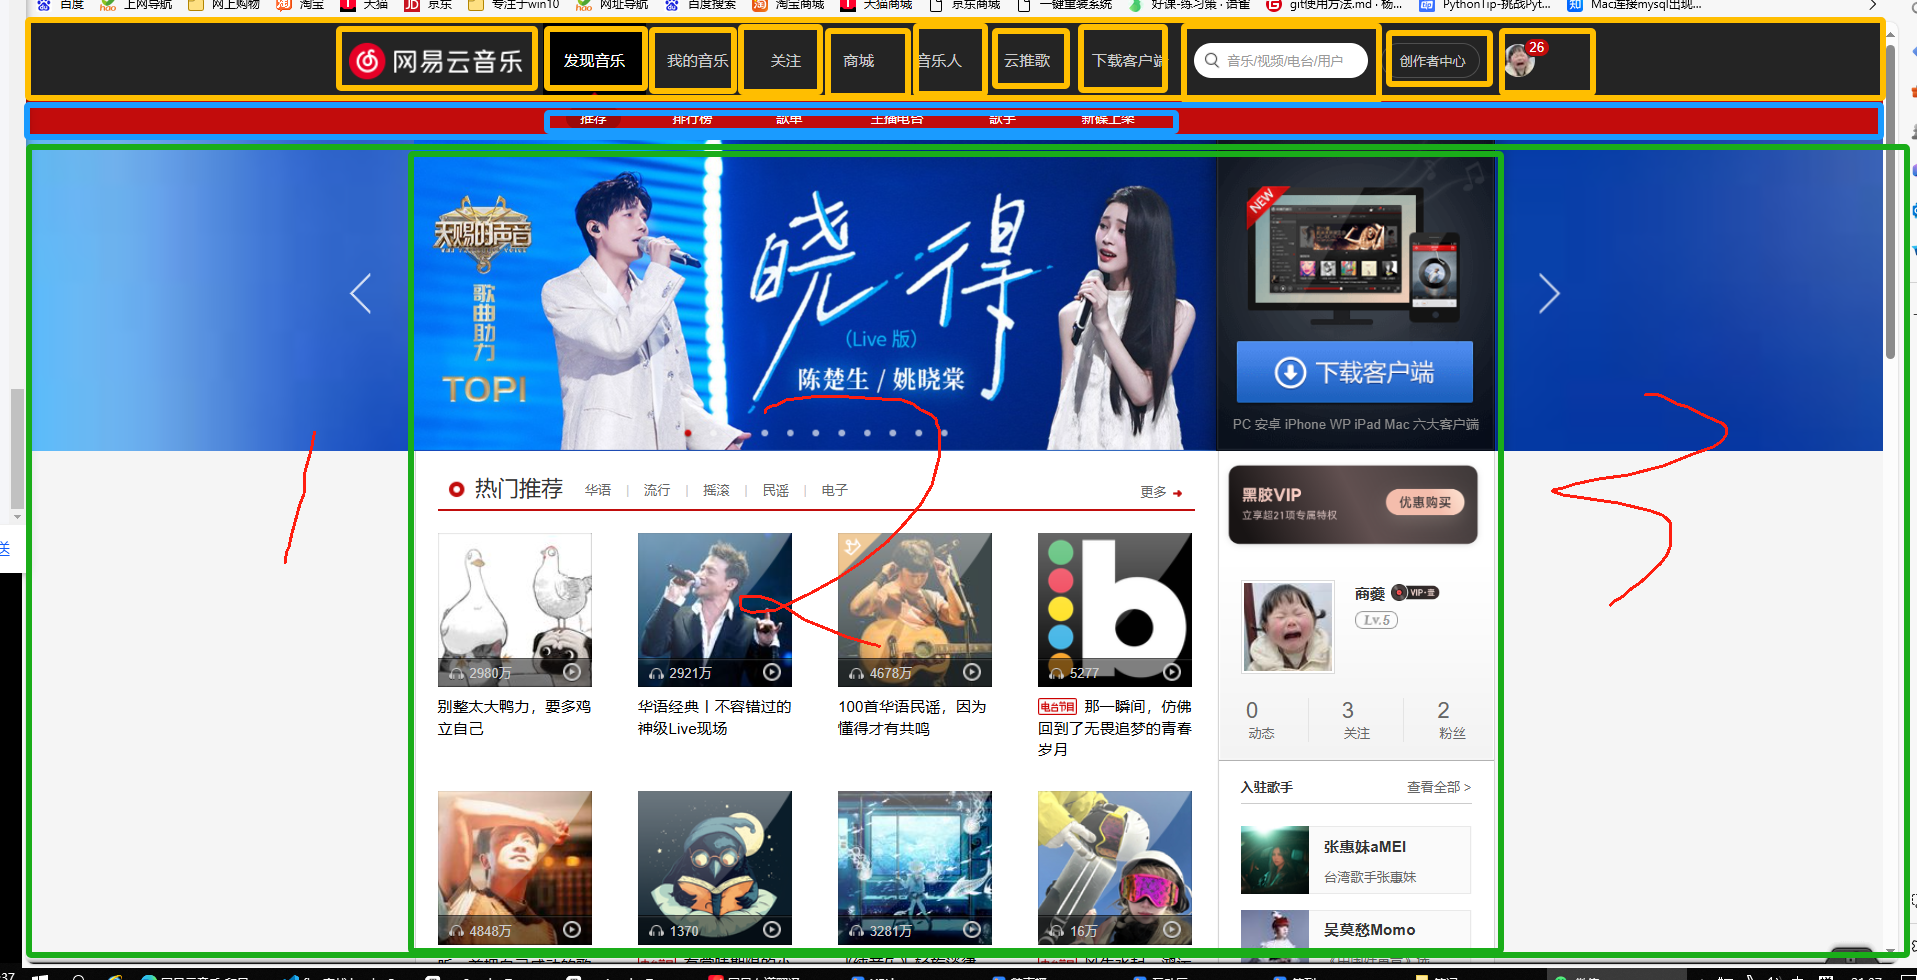 百度
上网导航
网上购物
淘宝
天猫
京东
专注于win10
网址导航
百度搜索
淘宝商城
天猫商城
京东商城
一键重装系统
好课-练习策 · 语雀
git使用方法.md · 杨...
PythonTip-挑战Pyt...
Mac连接mysql出现...
网易云音乐
发现音乐
我的音乐
关注
商城
音乐人
云推歌
下载客户端
音乐/视频/电台/用户
创作者中心
26
推荐
排行榜
歌单
主播电台
歌手
新碟上架
天赐的声音
歌曲助力
TOP1
晓得
（Live 版）
陈楚生 / 姚晓棠
NEW
下载客户端
PC 安卓 iPhone WP iPad Mac 六大客户端
热门推荐
华语 | 流行 | 摇滚 | 民谣 | 电子
更多
黑胶VIP
立享超21项专属特权
优惠购买
2980万
2921万
4678万
5277
别整太大鸭力，要多鸡
立自己
华语经典丨不容错过的
神级Live现场
100首华语民谣，因为
懂得才有共鸣
电台节目 那一瞬间，仿佛
回到了无畏追梦的青春
岁月
VIP·壹
Lv.5
0
动态
3
关注
2
粉丝
入驻歌手
查看全部 >
张惠妹aMEI
台湾歌手张惠妹
吴莫愁Momo
4848万
1370
3281万
16万